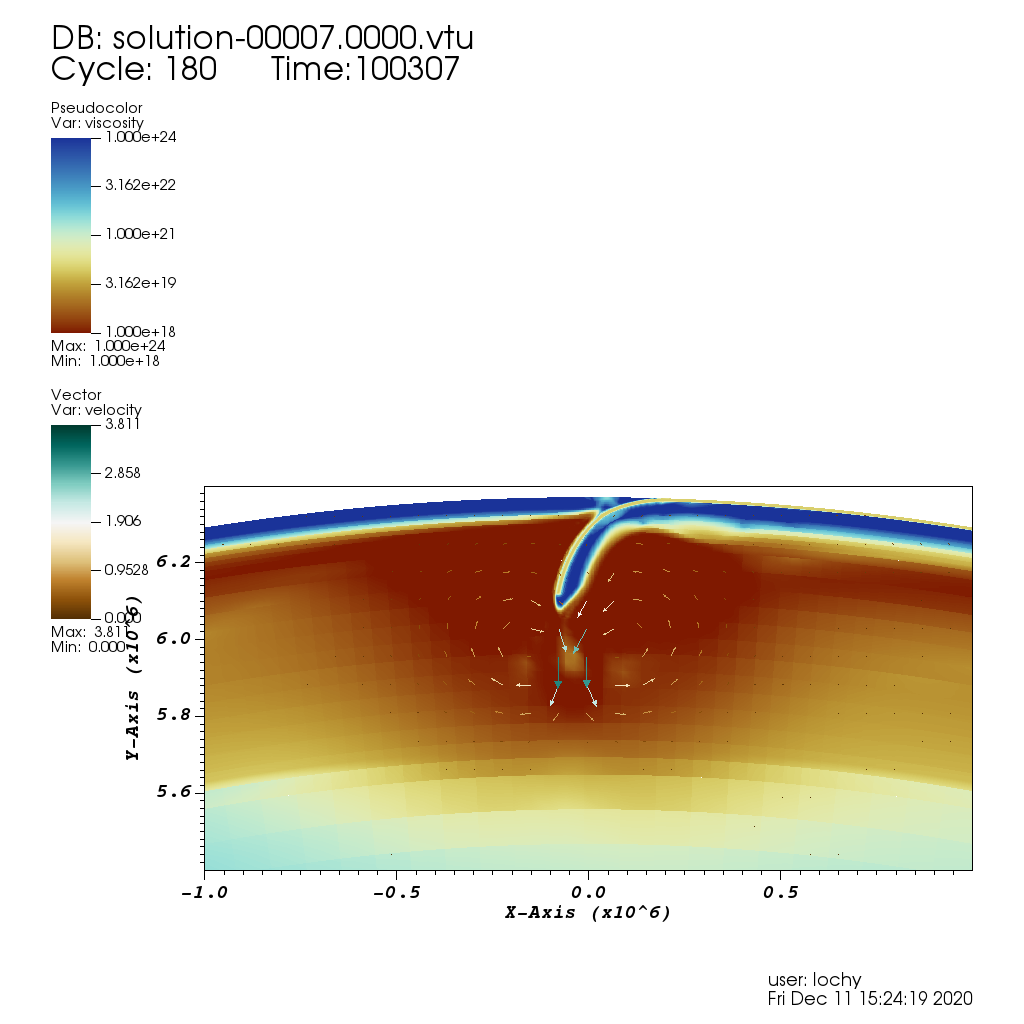 DB: solution-00007.0000.vtu
Cycle: 180 Time:100307
Pseudocolor
Var: viscosity
1.000e+24
3.162e+22
1.000e+21
3.162e+19
1.000e+18
Max: 1.000e+24
Min: 1.000e+18
Vector
Var: velocity
3.811
2.858
1.906
0.9528
0.000
Max: 3.811
Min: 0.000
Y-Axis (x10^6)
6.2
6.0
5.8
5.6
-1.0 -0.5 0.0 0.5
X-Axis (x10^6)
user: lochy
Fri Dec 11 15:24:19 2020